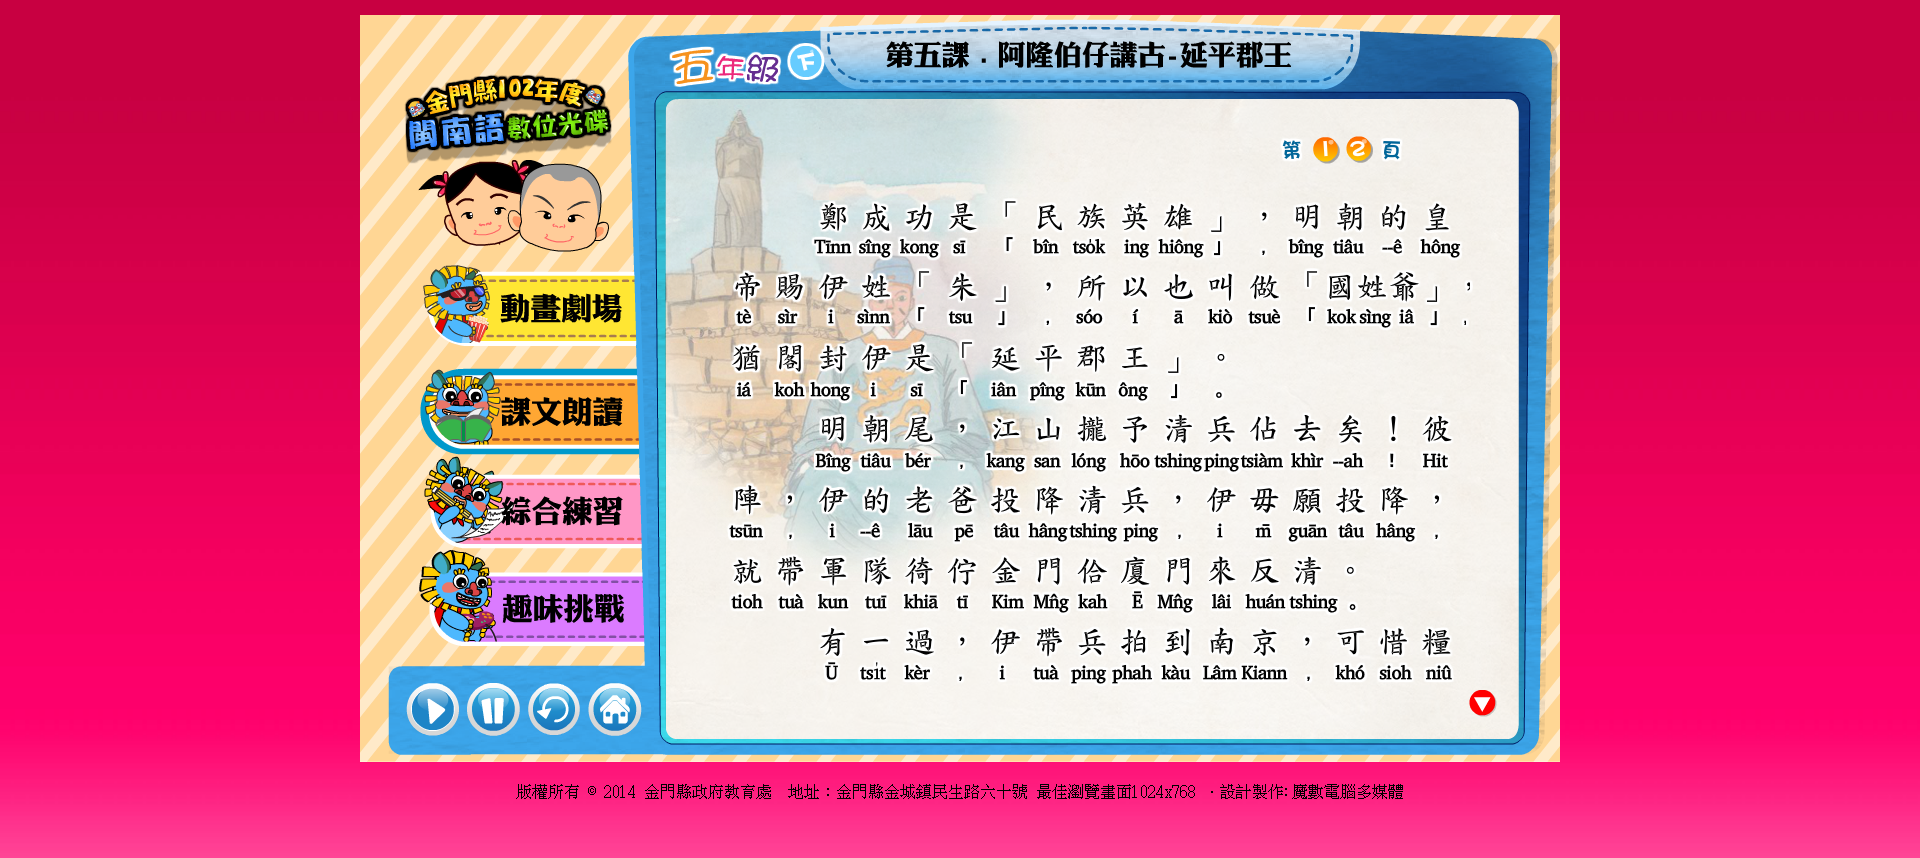 金門縣102年度
閩南語數位光碟
動畫劇場
課文朗讀
綜合練習
趣味挑戰
五年級 下
第五課．阿隆伯仔講古-延平郡王
第 1 2 頁
鄭成功是「民族英雄」，明朝的皇
Tīnn sîng kong sī 「 bîn tso̍k ing hiông 」 ， bîng tiâu --ê hông
帝賜伊姓「朱」，所以也叫做「國姓爺」，
tè sìr i sìnn 「 tsu 」 ， sóo í ā kiò tsuè 「 kok sìng iâ 」 ，
猶閣封伊是「延平郡王」。
iá koh hong i sī 「 iân pîng kūn ông 」 。
明朝尾，江山攏予清兵佔去矣！彼
Bîng tiâu bér ， kang san lóng hōo tshing ping tsiàm khìr --ah ！ Hit
陣，伊的老爸投降清兵，伊毋願投降，
tsūn ， i --ê lāu pē tâu hâng tshing ping ， i m̄ guān tâu hâng ，
就帶軍隊徛佇金門佮廈門來反清。
tioh tuà kun tuī khiā tī Kim Mn̂g kah Ē Mn̂g lâi huán tshing 。
有一過，伊帶兵拍到南京，可惜糧
Ū tsi̍t kèr ， i tuà ping phah kàu Lâm Kiann ， khó sioh niû
版權所有 © 2014 金門縣政府教育處 地址：金門縣金城鎮民生路六十號 最佳瀏覽畫面1024x768 ‧設計製作:魔數電腦多媒體